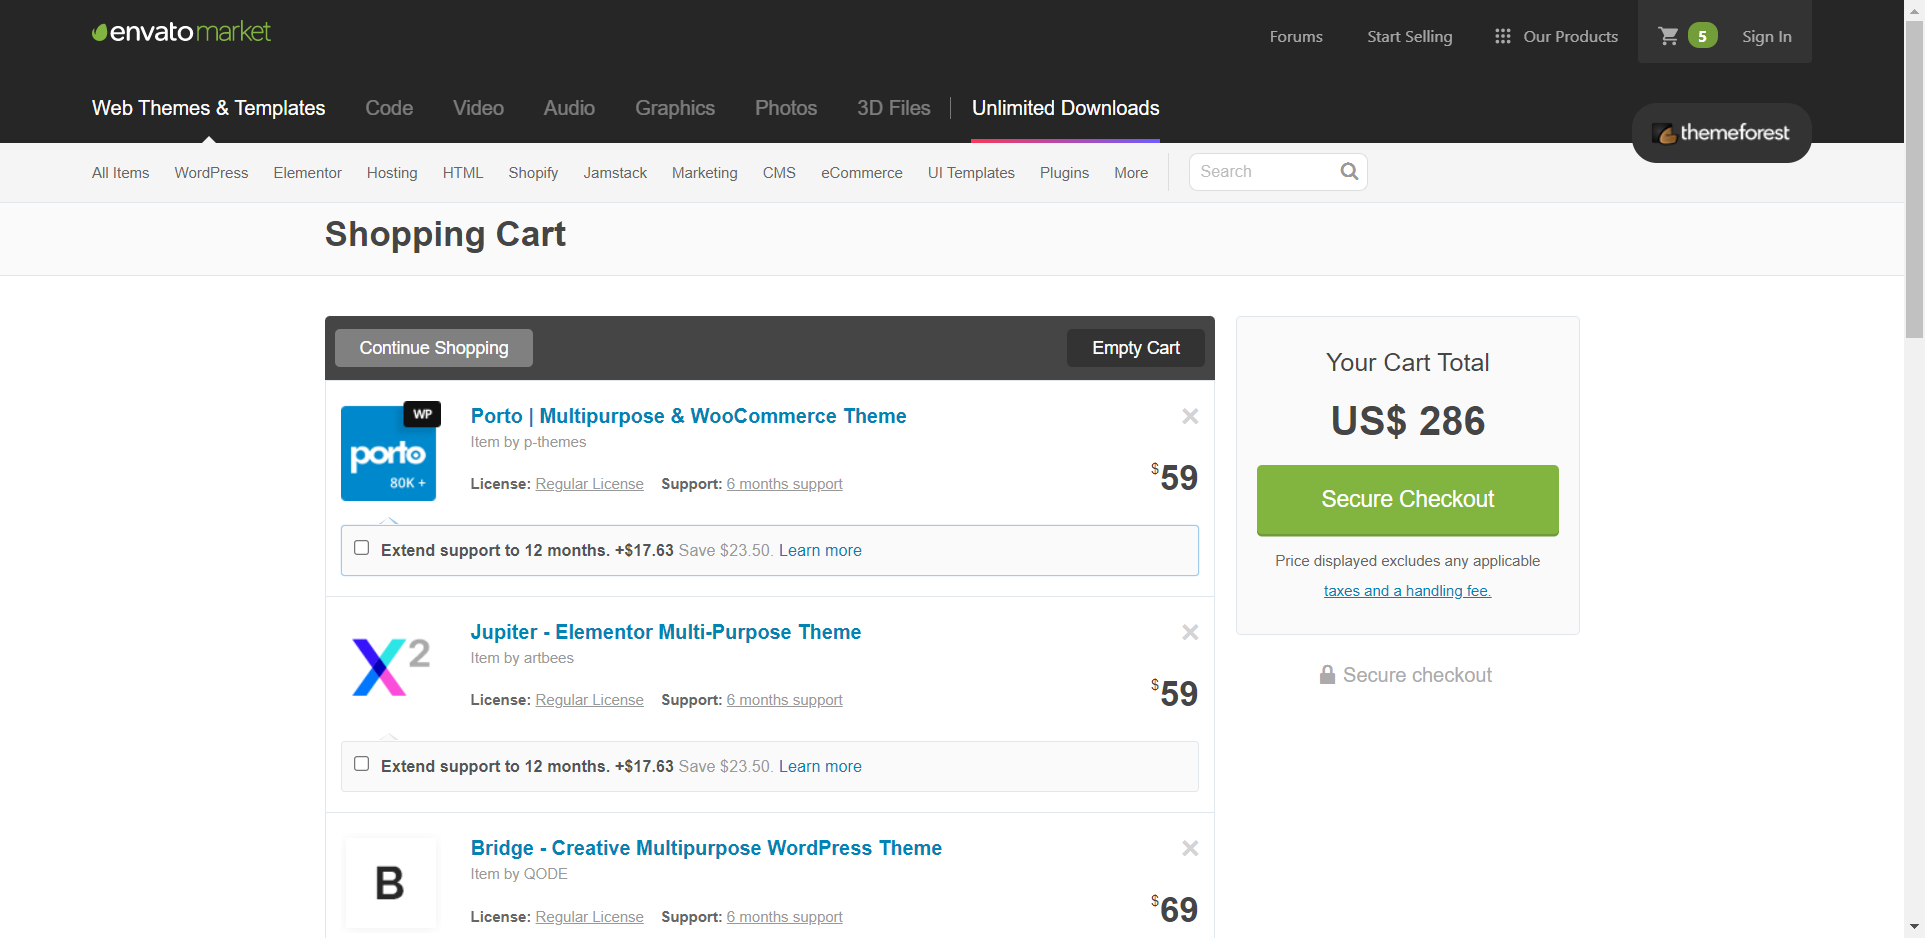 envato market
Forums
Start Selling
Our Products
5
Sign In
Web Themes & Templates
Code
Video
Audio
Graphics
Photos
3D Files
Unlimited Downloads
themeforest
All Items
WordPress
Elementor
Hosting
HTML
Shopify
Jamstack
Marketing
CMS
eCommerce
UI Templates
Plugins
More
Search
Shopping Cart
Continue Shopping
Empty Cart
WP
porto
80K +
Porto | Multipurpose & WooCommerce Theme
Item by p-themes
License: Regular License Support: 6 months support
$59
Extend support to 12 months. +$17.63 Save $23.50. Learn more
X2
Jupiter - Elementor Multi-Purpose Theme
Item by artbees
License: Regular License Support: 6 months support
$59
Extend support to 12 months. +$17.63 Save $23.50. Learn more
B
Bridge - Creative Multipurpose WordPress Theme
Item by QODE
License: Regular License Support: 6 months support
$69
Your Cart Total
US$ 286
Secure Checkout
Price displayed excludes any applicable
taxes and a handling fee.
Secure checkout